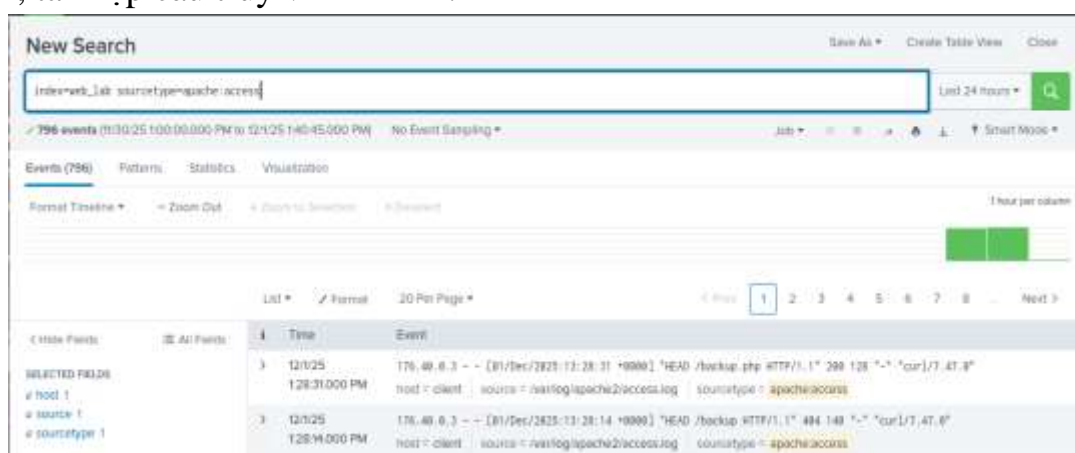 New Search
Save As Create Table View Close
index=web_lab sourcetype=apache:access
Last 24 hours
796 events (11/30/25 1:00:00.000 PM to 12/1/25 1:40:45.000 PM) No Event Sampling
Job Smart Mode
Events (796) Patterns Statistics Visualization
Format Timeline – Zoom Out + Zoom to Selection × Deselect
1 hour per column
List Format 20 Per Page
< Prev 1 2 3 4 5 6 7 8 ... Next >
< Hide Fields All Fields
i Time Event
SELECTED FIELDS
a host 1
a source 1
a sourcetype 1
> 12/1/25
1:28:31.000 PM
176.40.0.3 - - [01/Dec/2025:13:28:31 +0000] "HEAD /backup.php HTTP/1.1" 200 128 "-" "curl/7.47.0"
host = client source = /var/log/apache2/access.log sourcetype = apache:access
> 12/1/25
1:28:14.000 PM
176.40.0.3 - - [01/Dec/2025:13:28:14 +0000] "HEAD /backup HTTP/1.1" 404 140 "-" "curl/7.47.0"
host = client source = /var/log/apache2/access.log sourcetype = apache:access